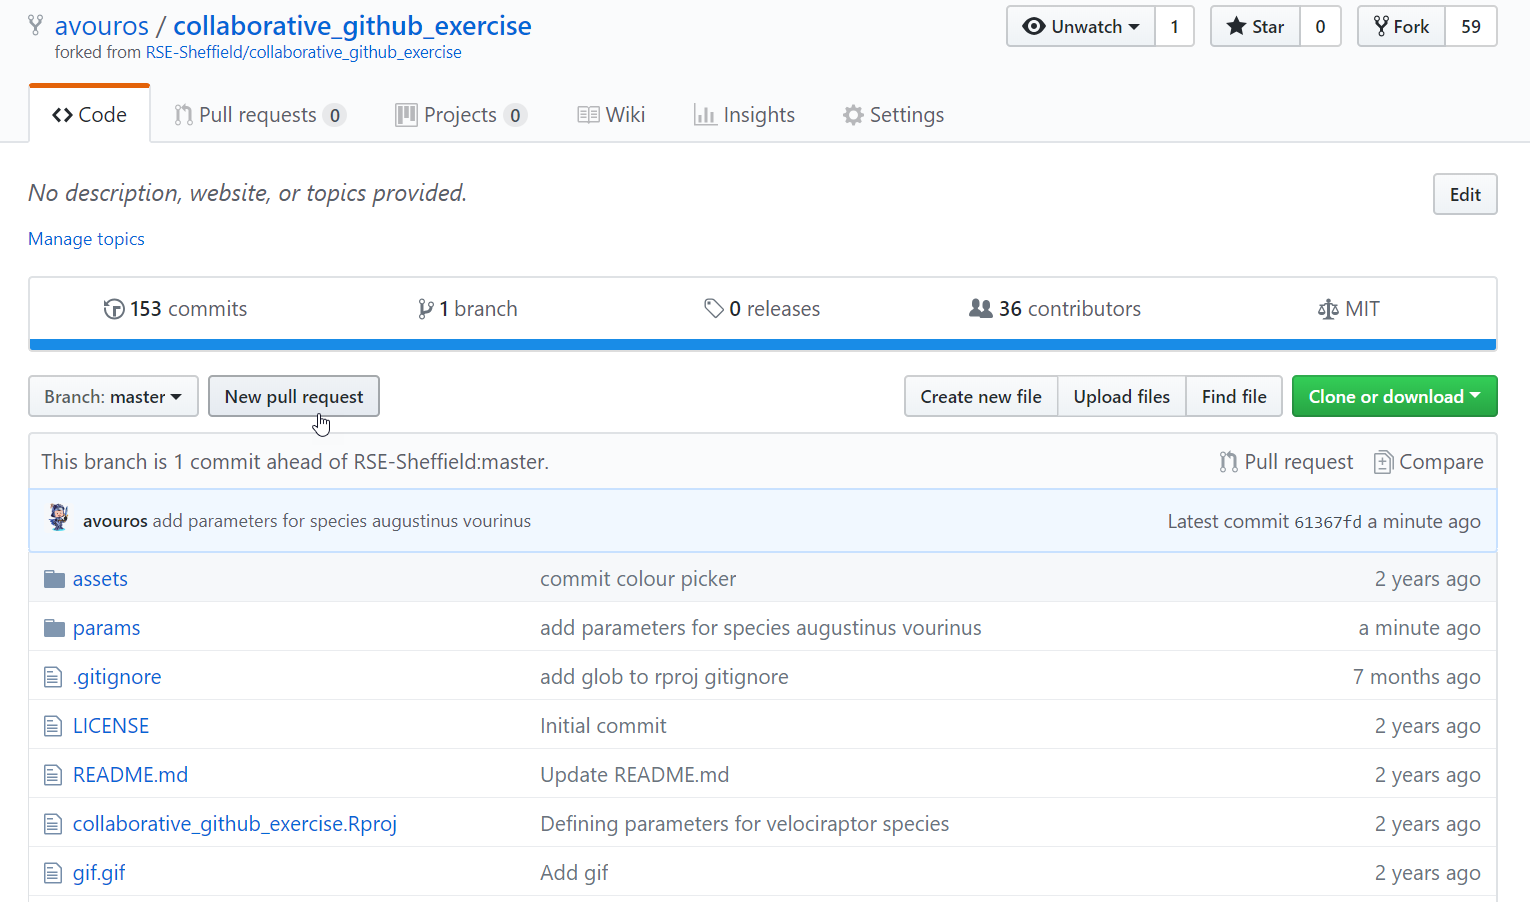 avouros / collaborative_github_exercise
Unwatch 1 Star 0 Fork 59
forked from RSE-Sheffield/collaborative_github_exercise
Code Pull requests 0 Projects 0 Wiki Insights Settings
No description, website, or topics provided.
Edit
Manage topics
153 commits 1 branch 0 releases 36 contributors MIT
Branch: master New pull request Create new file Upload files Find file Clone or download
This branch is 1 commit ahead of RSE-Sheffield:master. Pull request Compare
avouros add parameters for species augustinus vourinus Latest commit 61367fd a minute ago
assets commit colour picker 2 years ago
params add parameters for species augustinus vourinus a minute ago
.gitignore add glob to rproj gitignore 7 months ago
LICENSE Initial commit 2 years ago
README.md Update README.md 2 years ago
collaborative_github_exercise.Rproj Defining parameters for velociraptor species 2 years ago
gif.gif Add gif 2 years ago